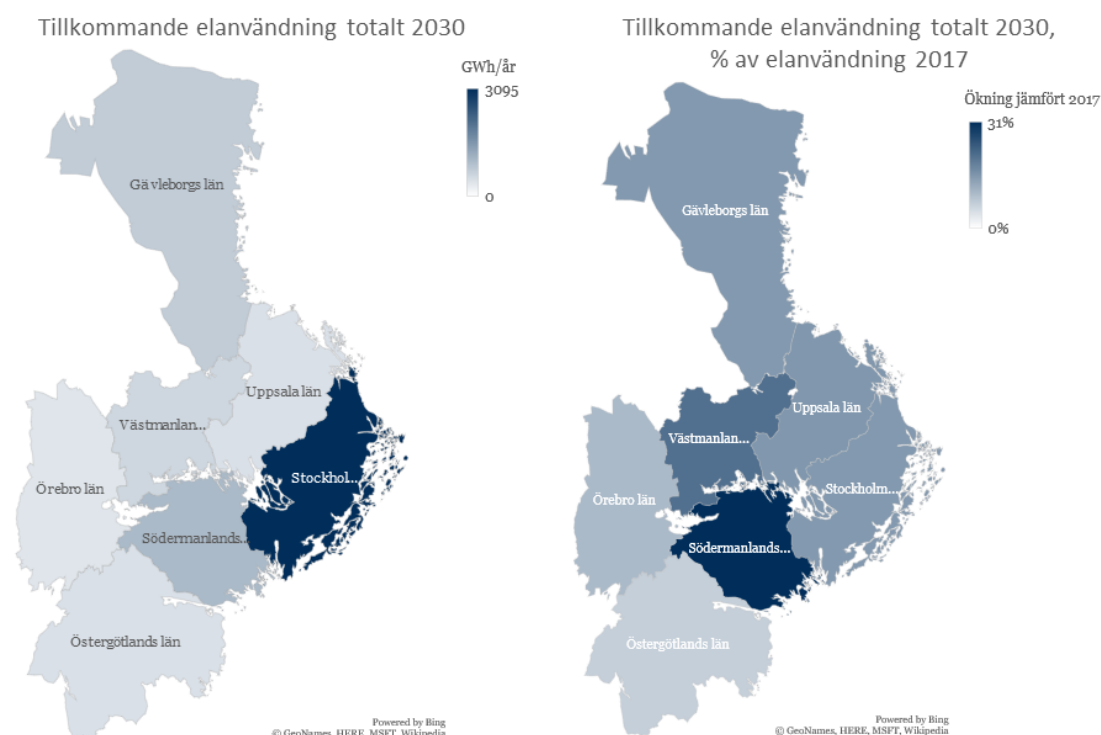 Tillkommande elanvändning totalt 2030
GWh/år
3095
0
Gävleborgs län
Uppsala län
Västmanlan...
Stockhol...
Örebro län
Södermanlands...
Östergötlands län
Powered by Bing
© GeoNames, HERE, MSFT, Wikipedia
Tillkommande elanvändning totalt 2030,
% av elanvändning 2017
Ökning jämfört 2017
31%
0%
Gävleborgs län
Uppsala län
Västmanlan...
Stockholm...
Örebro län
Södermanlands...
Östergötlands län
Powered by Bing
© GeoNames, HERE, MSFT, Wikipedia